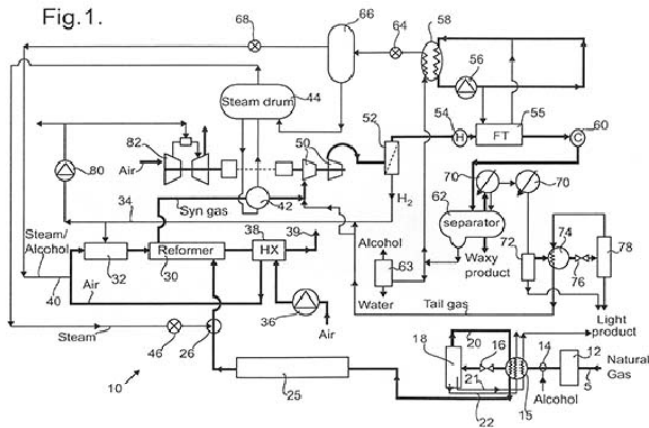 Fig.1.
68
66
64
58
Steam drum
44
56
52
54
H
FT
55
C
60
82
50
Air
80
70
70
H₂
34
Syn gas
42
62
separator
Steam/
Alcohol
38
39
Alcohol
72
74
78
Reformer
HX
63
Waxy
product
76
32
30
40
Air
Water
Tail gas
Light
product
36
Steam
46
26
Air
20
16
14
12
18
Natural
Gas
10
21
5
25
15
Alcohol
22